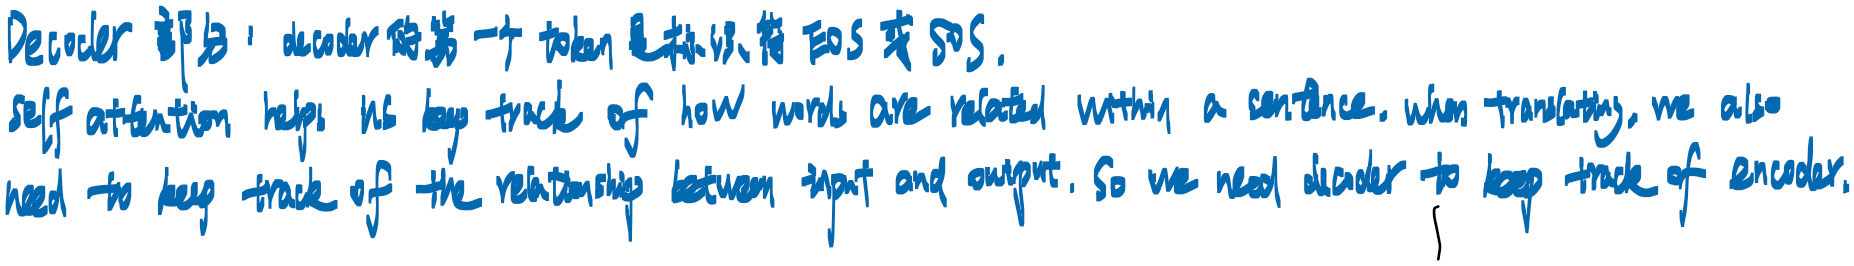 Decoder 部分: decoder 的第一个 token 是标识符 EOS 或 SOS.
self attention helps us keep track of how words are related within a sentence. when translating, we also
need to keep track of the relationships between input and output. So we need decoder to keep track of encoder.